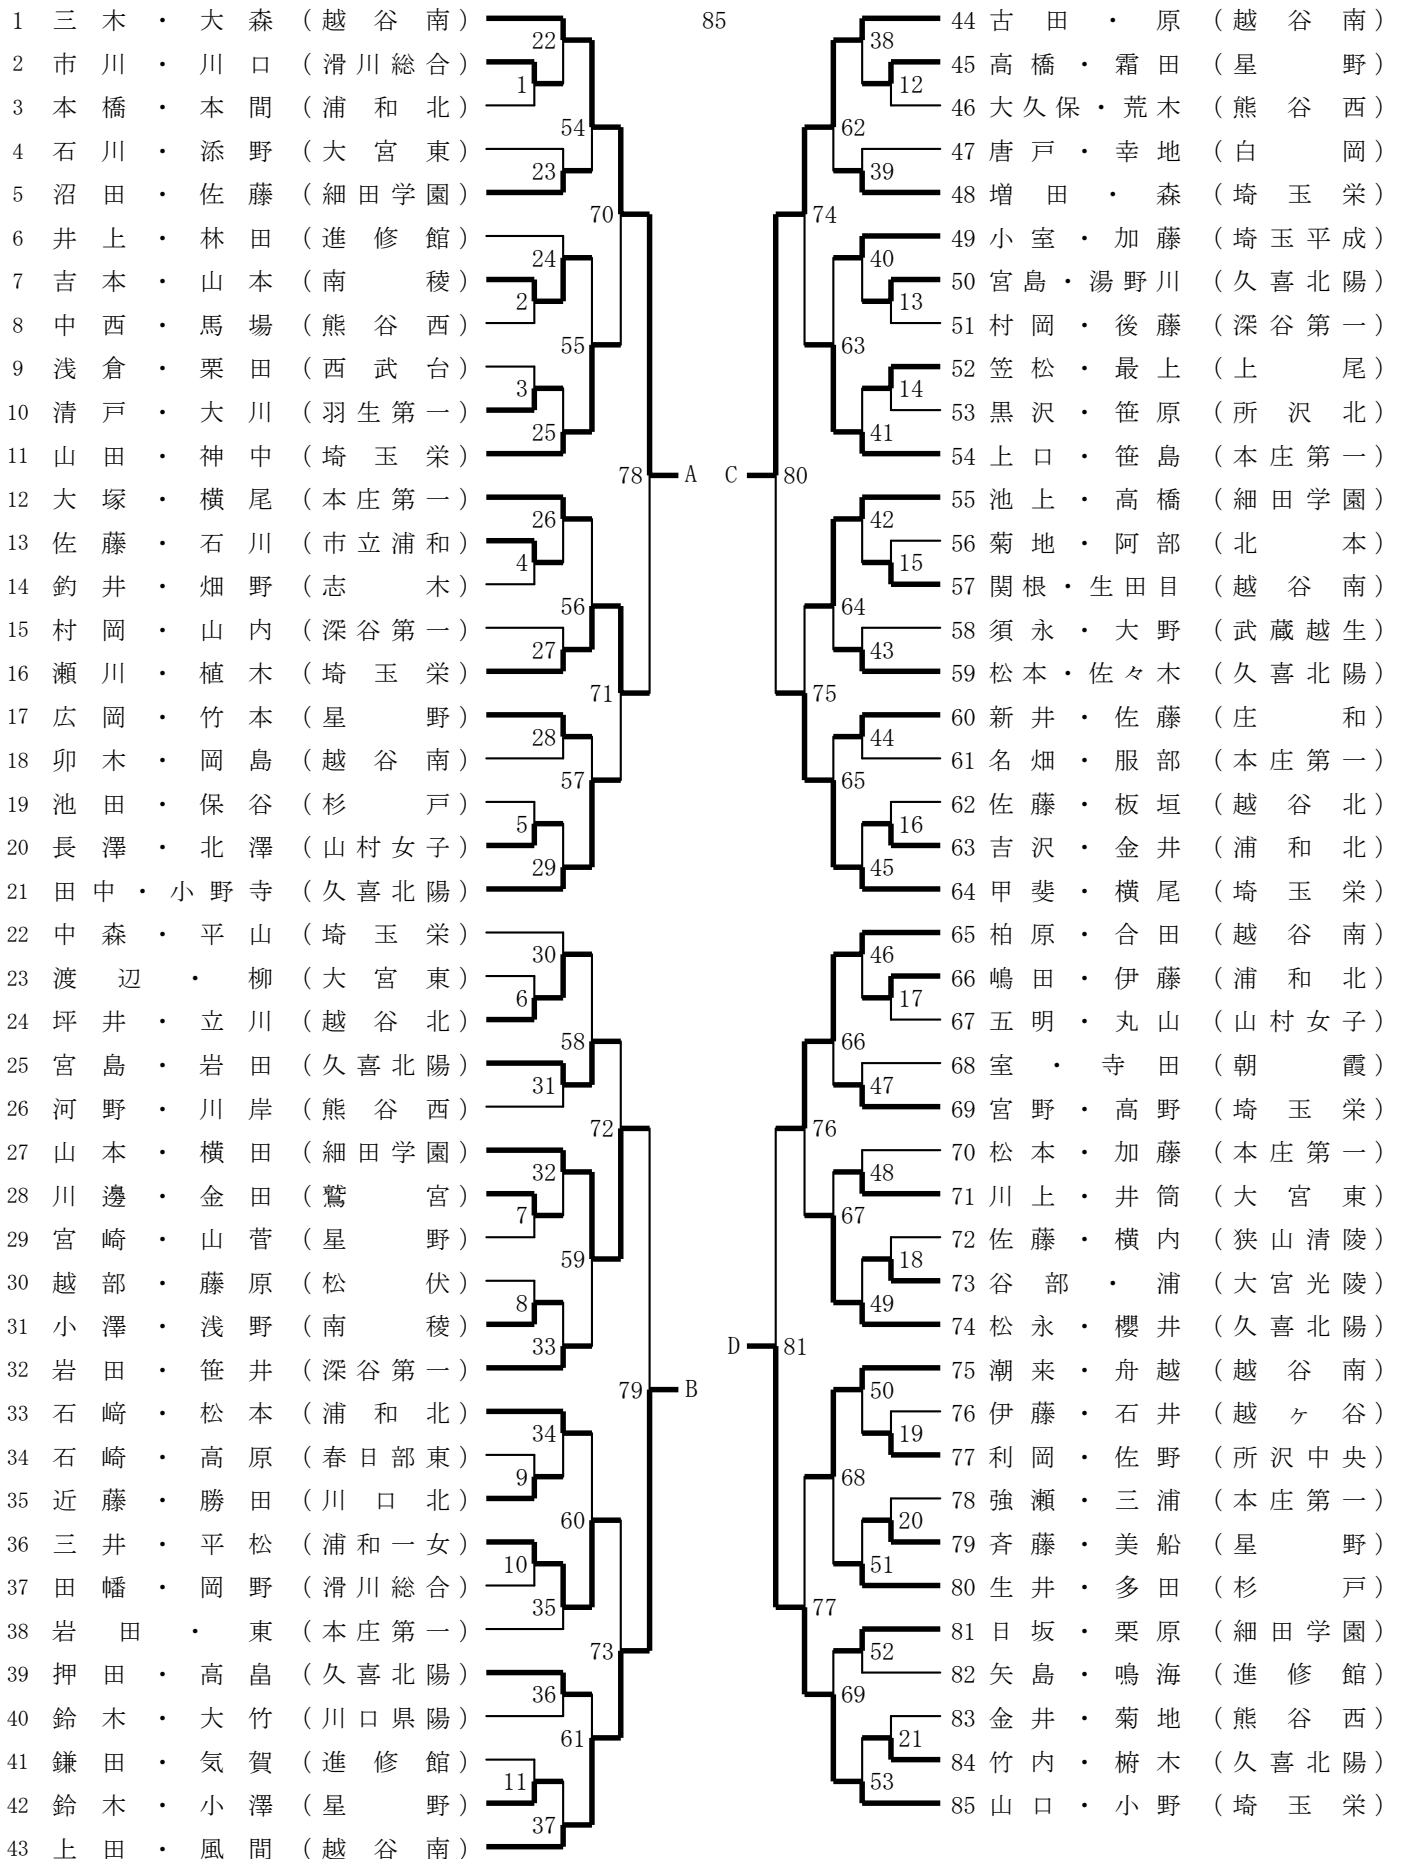 85
1 三木・大森 (越谷南)
2 市川・川口 (滑川総合)
3 本橋・本間 (浦和北)
4 石川・添野 (大宮東)
5 沼田・佐藤 (細田学園)
6 井上・林田 (進修館)
7 吉本・山本 (南稜)
8 中西・馬場 (熊谷西)
9 浅倉・栗田 (西武台)
10 清戸・大川 (羽生第一)
11 山田・神中 (埼玉栄)
12 大塚・横尾 (本庄第一)
13 佐藤・石川 (市立浦和)
14 釣井・畑野 (志木)
15 村岡・山内 (深谷第一)
16 瀬川・植木 (埼玉栄)
17 広岡・竹本 (星野)
18 卯木・岡島 (越谷南)
19 池田・保谷 (杉戸)
20 長澤・北澤 (山村女子)
21 田中・小野寺 (久喜北陽)
22 中森・平山 (埼玉栄)
23 渡辺・柳 (大宮東)
24 坪井・立川 (越谷北)
25 宮島・岩田 (久喜北陽)
26 河野・川岸 (熊谷西)
27 山本・横田 (細田学園)
28 川邊・金田 (鷲宮)
29 宮崎・山菅 (星野)
30 越部・藤原 (松伏)
31 小澤・浅野 (南稜)
32 岩田・笹井 (深谷第一)
33 石﨑・松本 (浦和北)
34 石崎・高原 (春日部東)
35 近藤・勝田 (川口北)
36 三井・平松 (浦和一女)
37 田幡・岡野 (滑川総合)
38 岩田・東 (本庄第一)
39 押田・高畠 (久喜北陽)
40 鈴木・大竹 (川口県陽)
41 鎌田・気賀 (進修館)
42 鈴木・小澤 (星野)
43 上田・風間 (越谷南)
22
1
54
23
70
24
2
55
3
25
78
A
26
4
56
27
71
28
57
5
29
30
6
58
31
72
32
7
59
8
33
79
B
34
9
60
10
35
73
36
61
11
37
44 古田・原 (越谷南)
45 高橋・霜田 (星野)
46 大久保・荒木 (熊谷西)
47 唐戸・幸地 (白岡)
48 増田・森 (埼玉栄)
49 小室・加藤 (埼玉平成)
50 宮島・湯野川 (久喜北陽)
51 村岡・後藤 (深谷第一)
52 笠松・最上 (上尾)
53 黒沢・笹原 (所沢北)
54 上口・笹島 (本庄第一)
55 池上・高橋 (細田学園)
56 菊地・阿部 (北本)
57 関根・生田目 (越谷南)
58 須永・大野 (武蔵越生)
59 松本・佐々木 (久喜北陽)
60 新井・佐藤 (庄和)
61 名畑・服部 (本庄第一)
62 佐藤・板垣 (越谷北)
63 吉沢・金井 (浦和北)
64 甲斐・横尾 (埼玉栄)
65 柏原・合田 (越谷南)
66 嶋田・伊藤 (浦和北)
67 五明・丸山 (山村女子)
68 室・寺田 (朝霞)
69 宮野・高野 (埼玉栄)
70 松本・加藤 (本庄第一)
71 川上・井筒 (大宮東)
72 佐藤・横内 (狭山清陵)
73 谷部・浦 (大宮光陵)
74 松永・櫻井 (久喜北陽)
75 潮来・舟越 (越谷南)
76 伊藤・石井 (越ヶ谷)
77 利岡・佐野 (所沢中央)
78 強瀬・三浦 (本庄第一)
79 斉藤・美船 (星野)
80 生井・多田 (杉戸)
81 日坂・栗原 (細田学園)
82 矢島・鳴海 (進修館)
83 金井・菊地 (熊谷西)
84 竹内・椨木 (久喜北陽)
85 山口・小野 (埼玉栄)
38
12
62
39
74
40
13
63
14
41
C
80
42
15
64
43
75
44
65
16
45
46
17
66
47
76
48
67
18
49
D
81
50
19
68
20
51
77
52
69
21
53